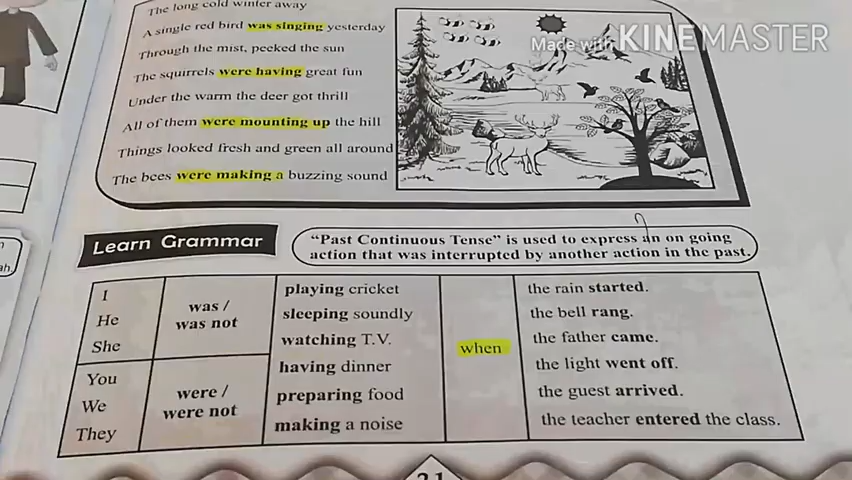 The long cold winter away
A single red bird was singing yesterday
Through the mist, peeked the sun
The squirrels were having great fun
Under the warm the deer got thrill
All of them were mounting up the hill
Things looked fresh and green all around
The bees were making a buzzing sound
Made with KINEMASTER
Learn Grammar
"Past Continuous Tense" is used to express an on going
action that was interrupted by another action in the past.
I
He
She
was /
was not
You
We
They
were /
were not
playing cricket
sleeping soundly
watching T.V.
having dinner
preparing food
making a noise
when
the rain started.
the bell rang.
the father came.
the light went off.
the guest arrived.
the teacher entered the class.